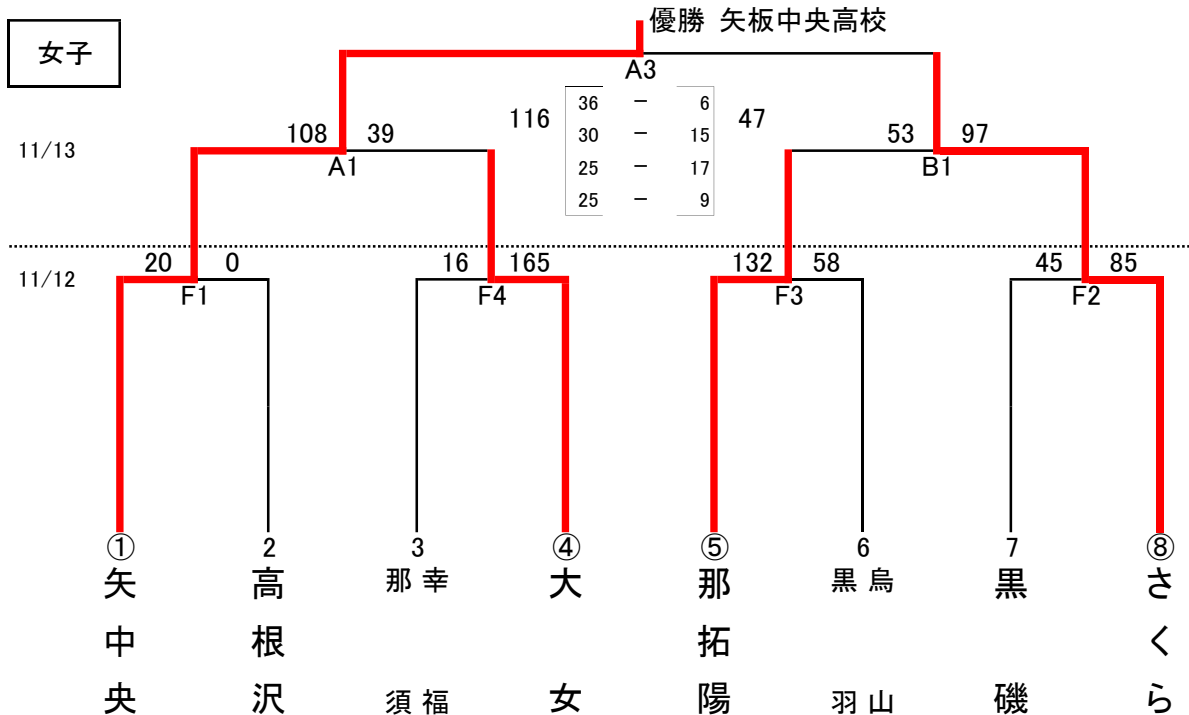 優勝 矢板中央高校
女子
A3
116
36 － 6
30 － 15
25 － 17
25 － 9
47
11/13
108 39
A1
53 97
B1
11/12
20 0
F1
16 165
F4
132 58
F3
45 85
F2
① 2 3 ④ ⑤ 6 7 ⑧
矢中央
高根沢
那須
幸福
大女
那拓陽
黒羽
烏山
黒磯
さくら